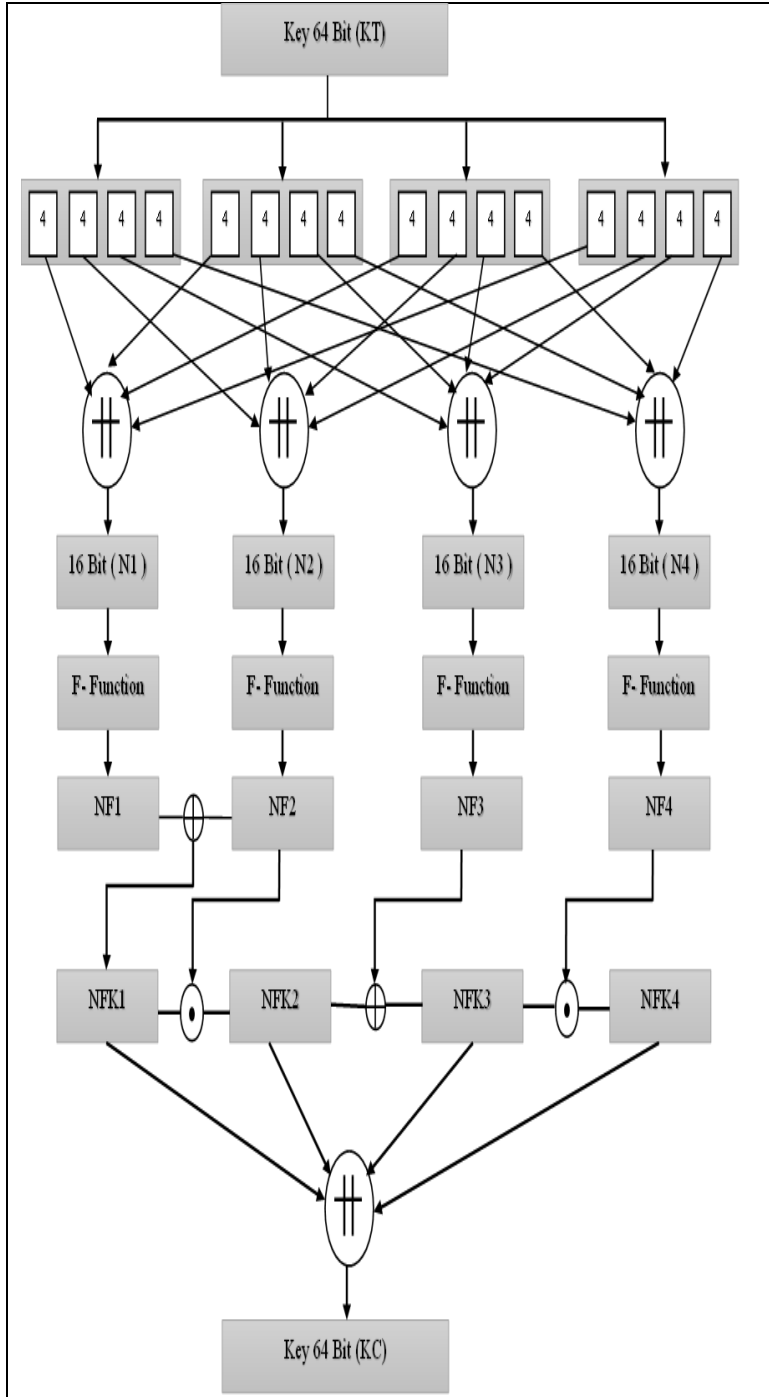 Key 64 Bit (KT)
4 4 4 4 4 4 4 4 4 4 4 4 4 4 4 4
16 Bit ( N1 ) 16 Bit ( N2 ) 16 Bit ( N3 ) 16 Bit ( N4 )
F- Function F- Function F- Function F- Function
NF1 NF2 NF3 NF4
NFK1 NFK2 NFK3 NFK4
Key 64 Bit (KC)